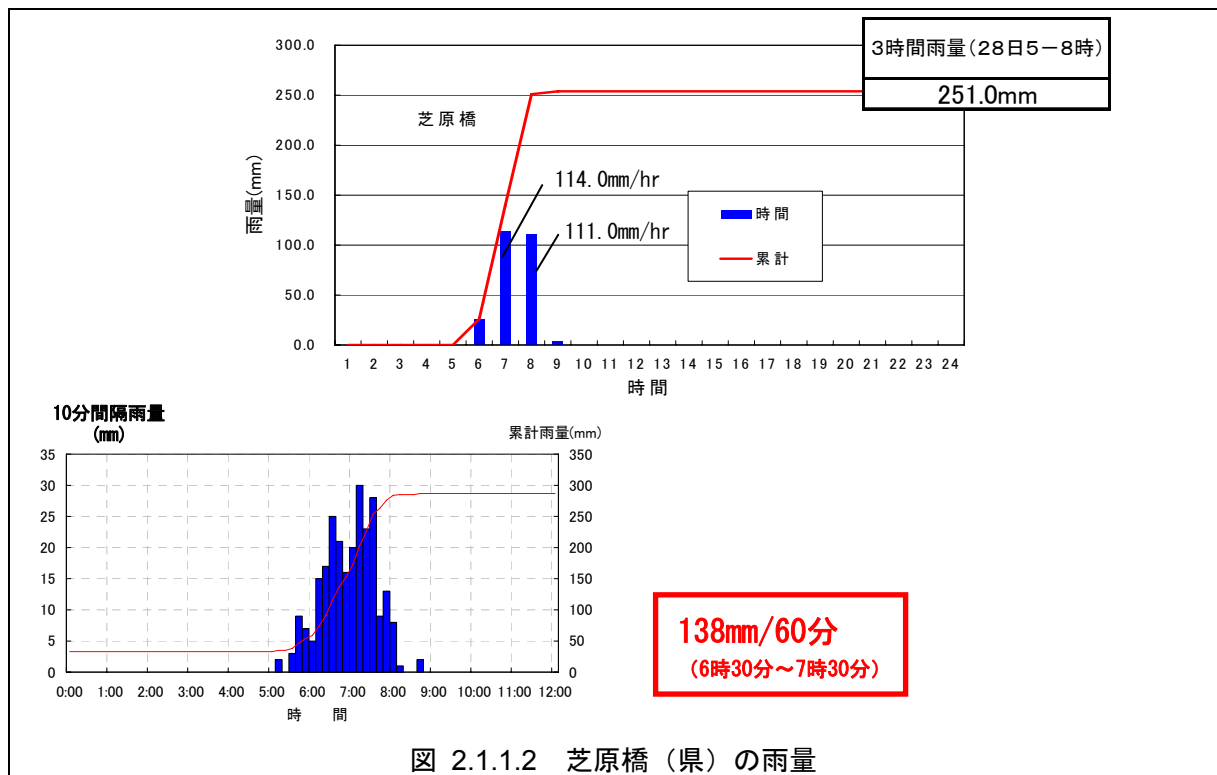 3時間雨量(28日5-8時)
251.0mm
300.0
250.0
200.0
150.0
100.0
50.0
0.0
雨量(mm)
芝原橋
114.0mm/hr
111.0mm/hr
時間
累計
1 2 3 4 5 6 7 8 9 10 11 12 13 14 15 16 17 18 19 20 21 22 23 24
時間
10分間隔雨量
(mm)
累計雨量(mm)
35 350
30 300
25 250
20 200
15 150
10 100
5 50
0 0
0:00 1:00 2:00 3:00 4:00 5:00 6:00 7:00 8:00 9:00 10:00 11:00 12:00
時 間
138mm/60分
(6時30分~7時30分)
図 2.1.1.2 芝原橋(県)の雨量